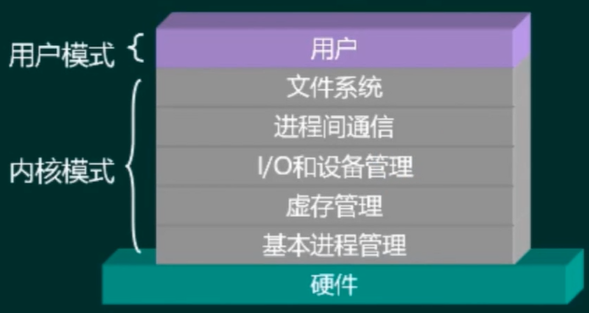 用户模式
用户
文件系统
进程间通信
I/O和设备管理
内核模式
虚存管理
基本进程管理
硬件